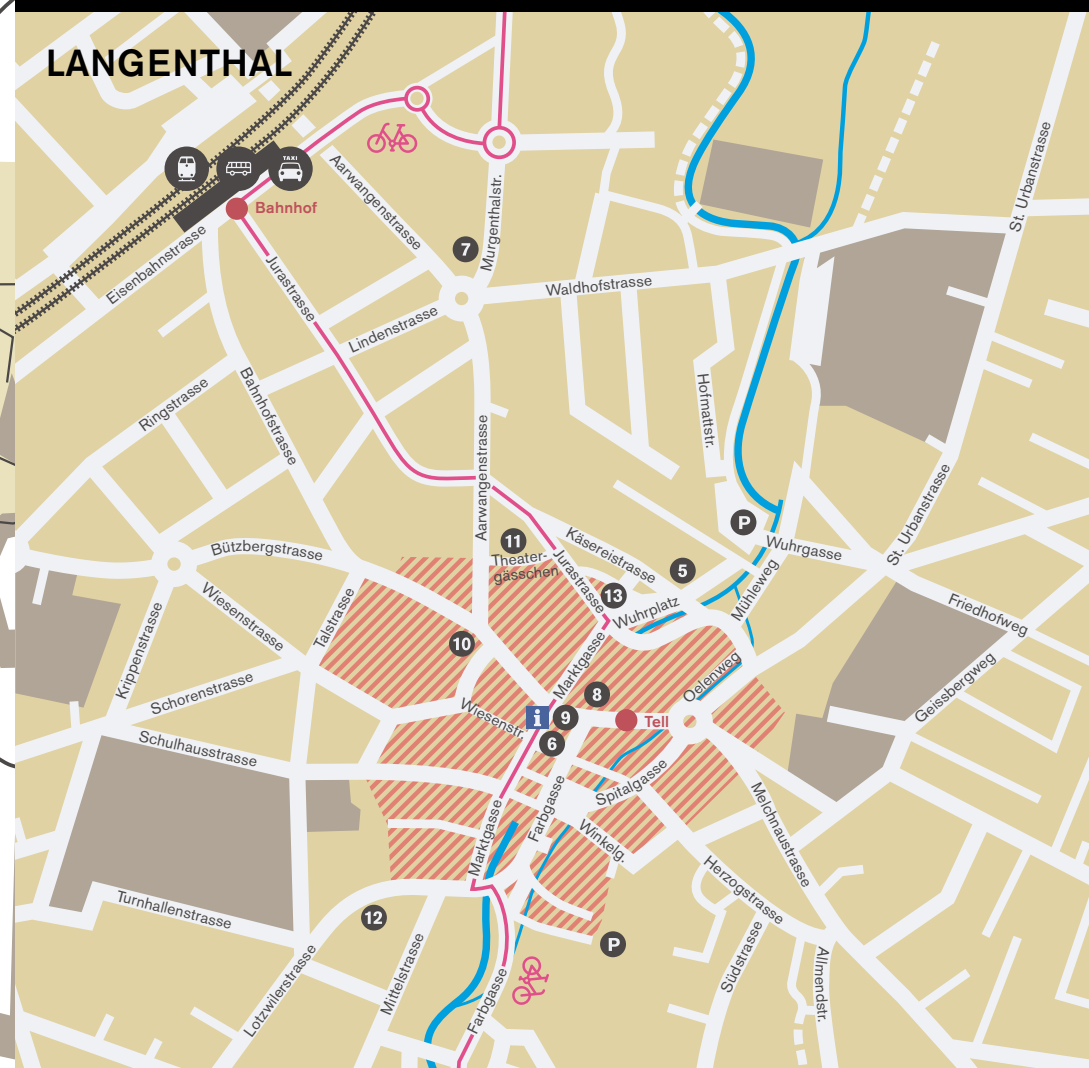 LANGENTHAL
TAXI
Bahnhof
Aarwangenstrasse
Murgenthalstr.
St. Urbanstrasse
7
Eisenbahnstrasse
Jurastrasse
Waldhofstrasse
Lindenstrasse
Ringstrasse
Bahnhofstrasse
Hofmattstr.
Aarwangenstrasse
St. Urbanstrasse
P
11
Theater-
gässchen
Käsereistrasse
Jurastrasse
5
Wuhrgasse
Bützbergstrasse
13
Wuhrplatz
Mühleweg
Wiesenstrasse
Talstrasse
Friedhofweg
Krippenstrasse
10
Marktgasse
Oelenweg
Geissbergweg
Schorenstrasse
8
Wiesenstr.
i
9
Tell
6
Schulhausstrasse
Spitalgasse
Farbgasse
Marktgasse
Winkelg.
Melchnaustrasse
Herzogstrasse
Turnhallenstrasse
12
P
Lotzwilerstrasse
Mittelstrasse
Farbgasse
Südstrasse
Allmendstr.